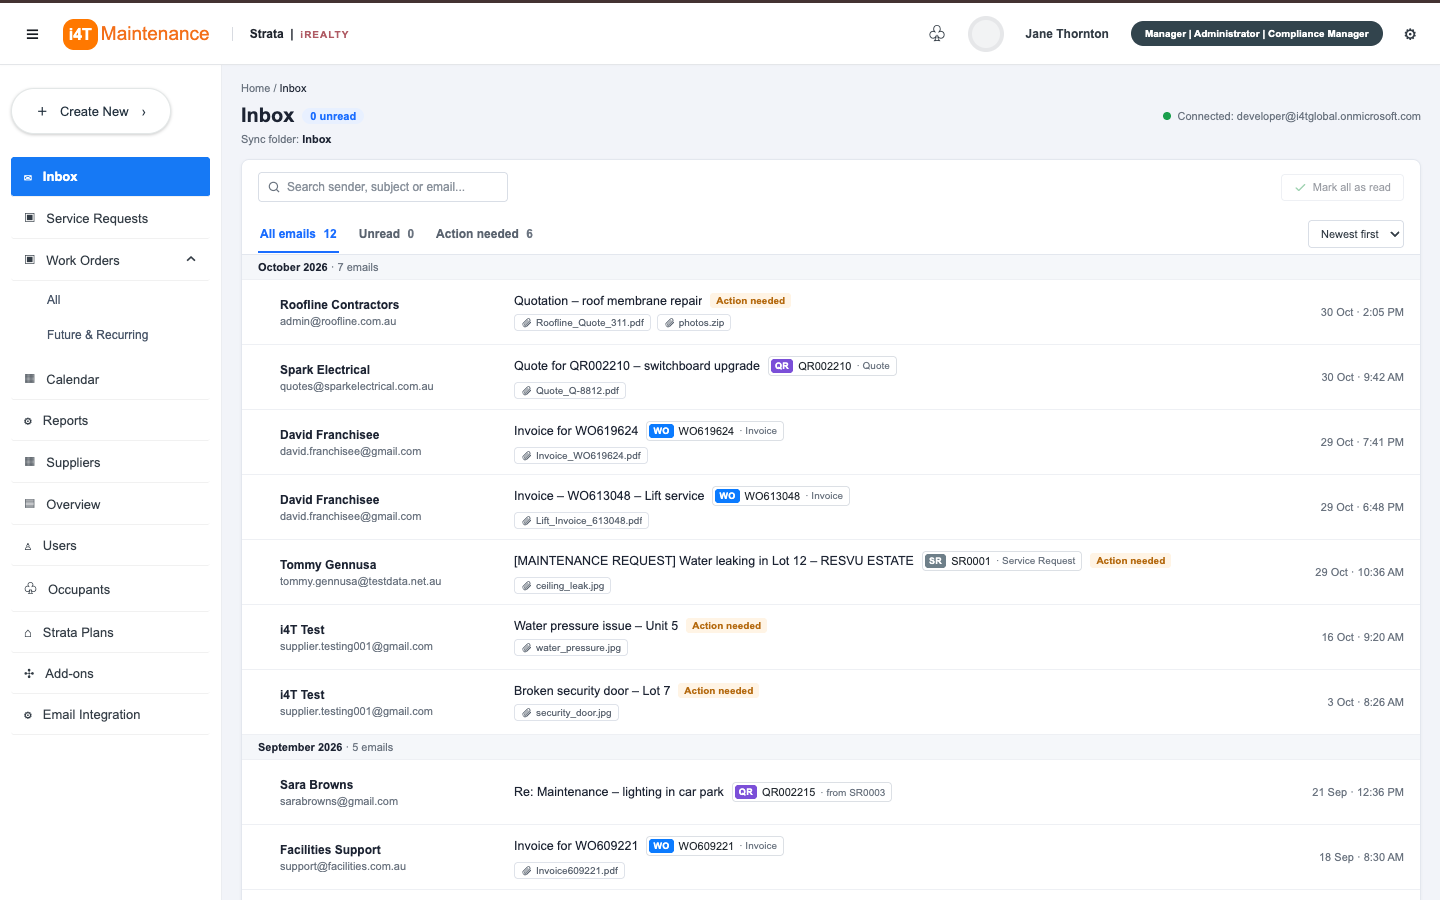 i4T Maintenance
Strata | iREALTY
Jane Thornton
Manager | Administrator | Compliance Manager
+ Create New ›
Inbox
Service Requests
Work Orders
All
Future & Recurring
Calendar
Reports
Suppliers
Overview
Users
Occupants
Strata Plans
Add-ons
Email Integration
Home / Inbox
Inbox 0 unread
Connected: developer@i4tglobal.onmicrosoft.com
Sync folder: Inbox
Search sender, subject or email...
Mark all as read
All emails 12 Unread 0 Action needed 6
Newest first
October 2026 · 7 emails
Roofline Contractors
admin@roofline.com.au
Quotation – roof membrane repair Action needed
Roofline_Quote_311.pdf photos.zip
30 Oct · 2:05 PM
Spark Electrical
quotes@sparkelectrical.com.au
Quote for QR002210 – switchboard upgrade QR QR002210 · Quote
Quote_Q-8812.pdf
30 Oct · 9:42 AM
David Franchisee
david.franchisee@gmail.com
Invoice for WO619624 WO WO619624 · Invoice
Invoice_WO619624.pdf
29 Oct · 7:41 PM
David Franchisee
david.franchisee@gmail.com
Invoice – WO613048 – Lift service WO WO613048 · Invoice
Lift_Invoice_613048.pdf
29 Oct · 6:48 PM
Tommy Gennusa
tommy.gennusa@testdata.net.au
[MAINTENANCE REQUEST] Water leaking in Lot 12 – RESVU ESTATE SR SR0001 · Service Request Action needed
ceiling_leak.jpg
29 Oct · 10:36 AM
i4T Test
supplier.testing001@gmail.com
Water pressure issue – Unit 5 Action needed
water_pressure.jpg
16 Oct · 9:20 AM
i4T Test
supplier.testing001@gmail.com
Broken security door – Lot 7 Action needed
security_door.jpg
3 Oct · 8:26 AM
September 2026 · 5 emails
Sara Browns
sarabrowns@gmail.com
Re: Maintenance – lighting in car park QR QR002215 · from SR0003
21 Sep · 12:36 PM
Facilities Support
support@facilities.com.au
Invoice for WO609221 WO WO609221 · Invoice
Invoice609221.pdf
18 Sep · 8:30 AM